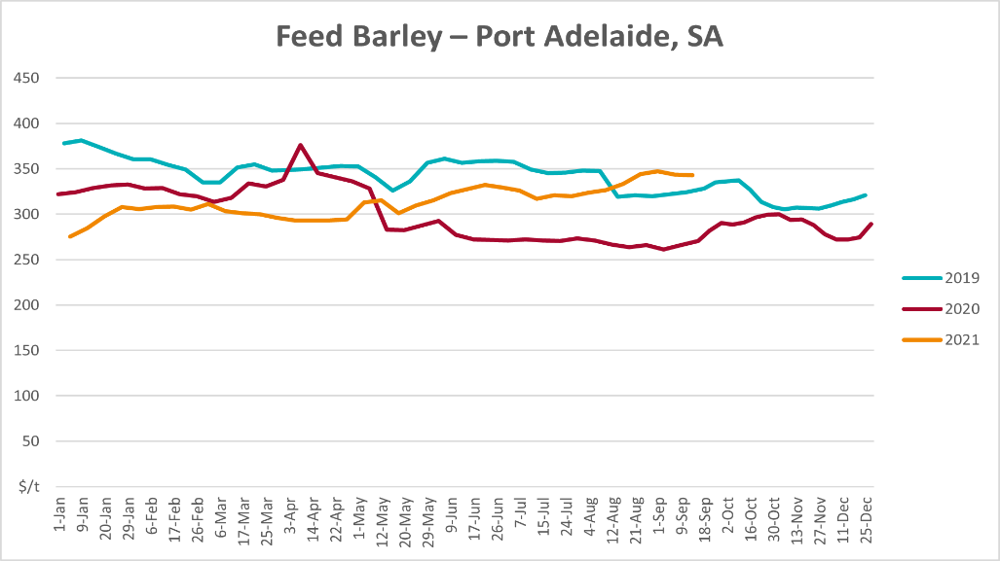 Feed Barley – Port Adelaide, SA
450
400
350
300
250
200
150
100
50
$/t
2019
2020
2021
1-Jan
9-Jan
20-Jan
29-Jan
6-Feb
17-Feb
26-Feb
6-Mar
17-Mar
25-Mar
3-Apr
14-Apr
22-Apr
1-May
12-May
20-May
29-May
9-Jun
17-Jun
26-Jun
7-Jul
15-Jul
24-Jul
4-Aug
12-Aug
21-Aug
1-Sep
9-Sep
18-Sep
2-Oct
16-Oct
30-Oct
13-Nov
27-Nov
11-Dec
25-Dec